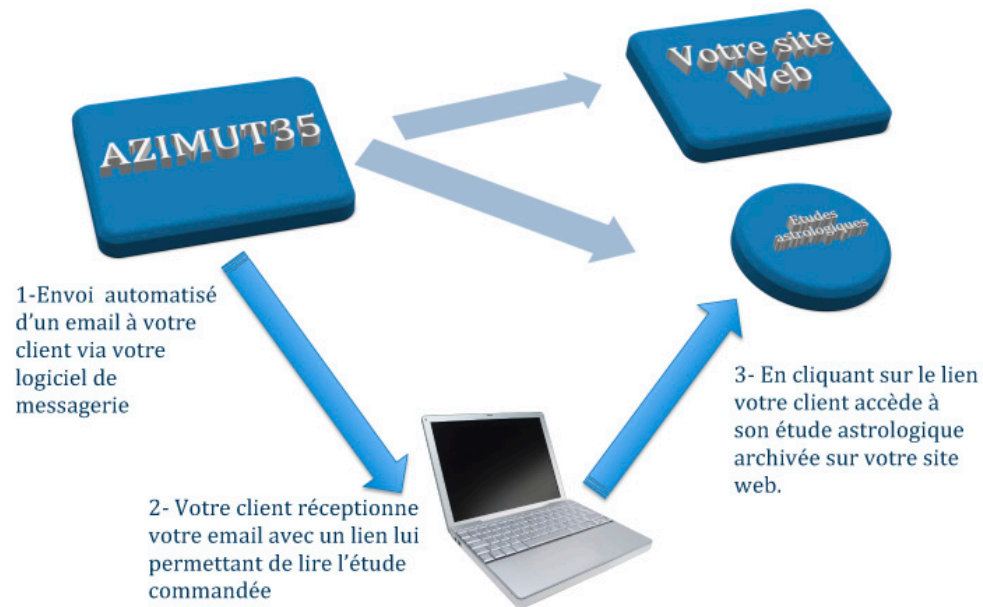 Votre site
Web
AZIMUT35
Etudes
astrologiques
1-Envoi automatisé
d’un email à votre
client via votre
logiciel de
messagerie
3- En cliquant sur le lien
votre client accède à
son étude astrologique
archivée sur votre site
web.
2- Votre client réceptionne
votre email avec un lien lui
permettant de lire l’étude
commandée